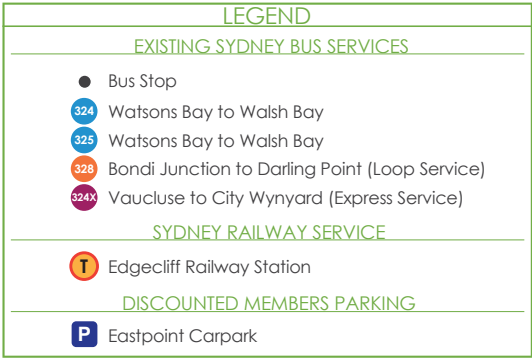 LEGEND
EXISTING SYDNEY BUS SERVICES
Bus Stop
324 Watsons Bay to Walsh Bay
325 Watsons Bay to Walsh Bay
328 Bondi Junction to Darling Point (Loop Service)
324X Vaucluse to City Wynyard (Express Service)
SYDNEY RAILWAY SERVICE
T Edgecliff Railway Station
DISCOUNTED MEMBERS PARKING
P Eastpoint Carpark